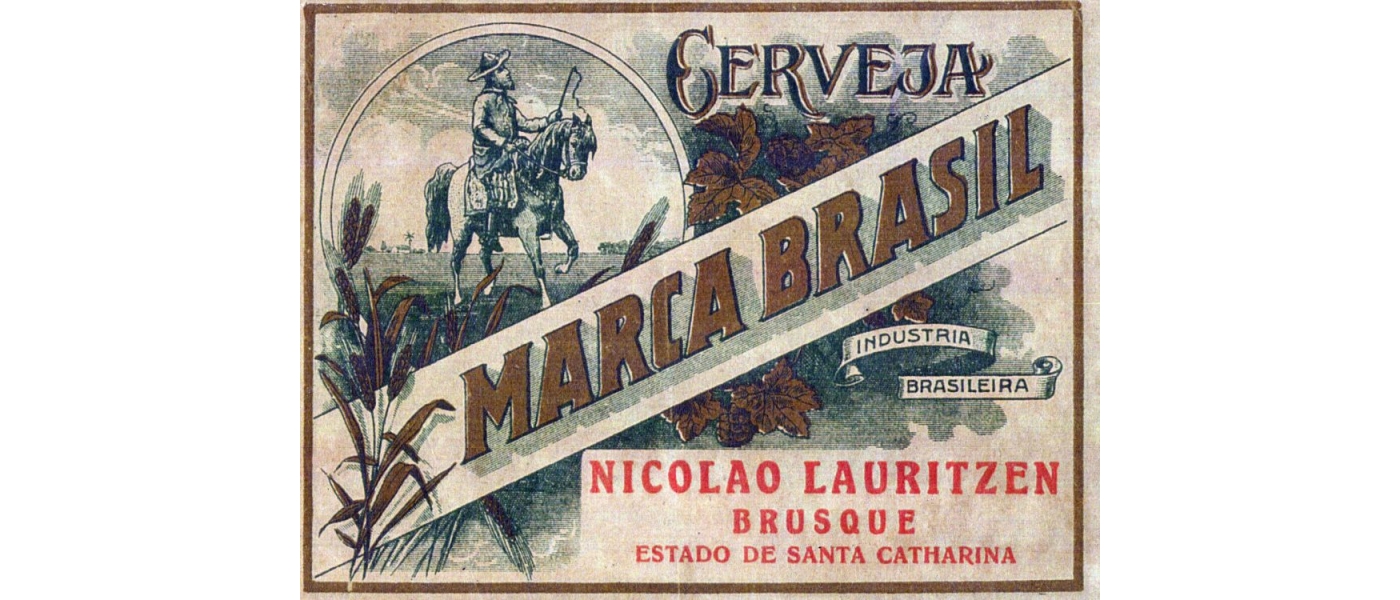 CERVEJA
MARCA BRASIL
INDUSTRIA
BRASILEIRA
NICOLAO LAURITZEN
BRUSQUE
ESTADO DE SANTA CATHARINA